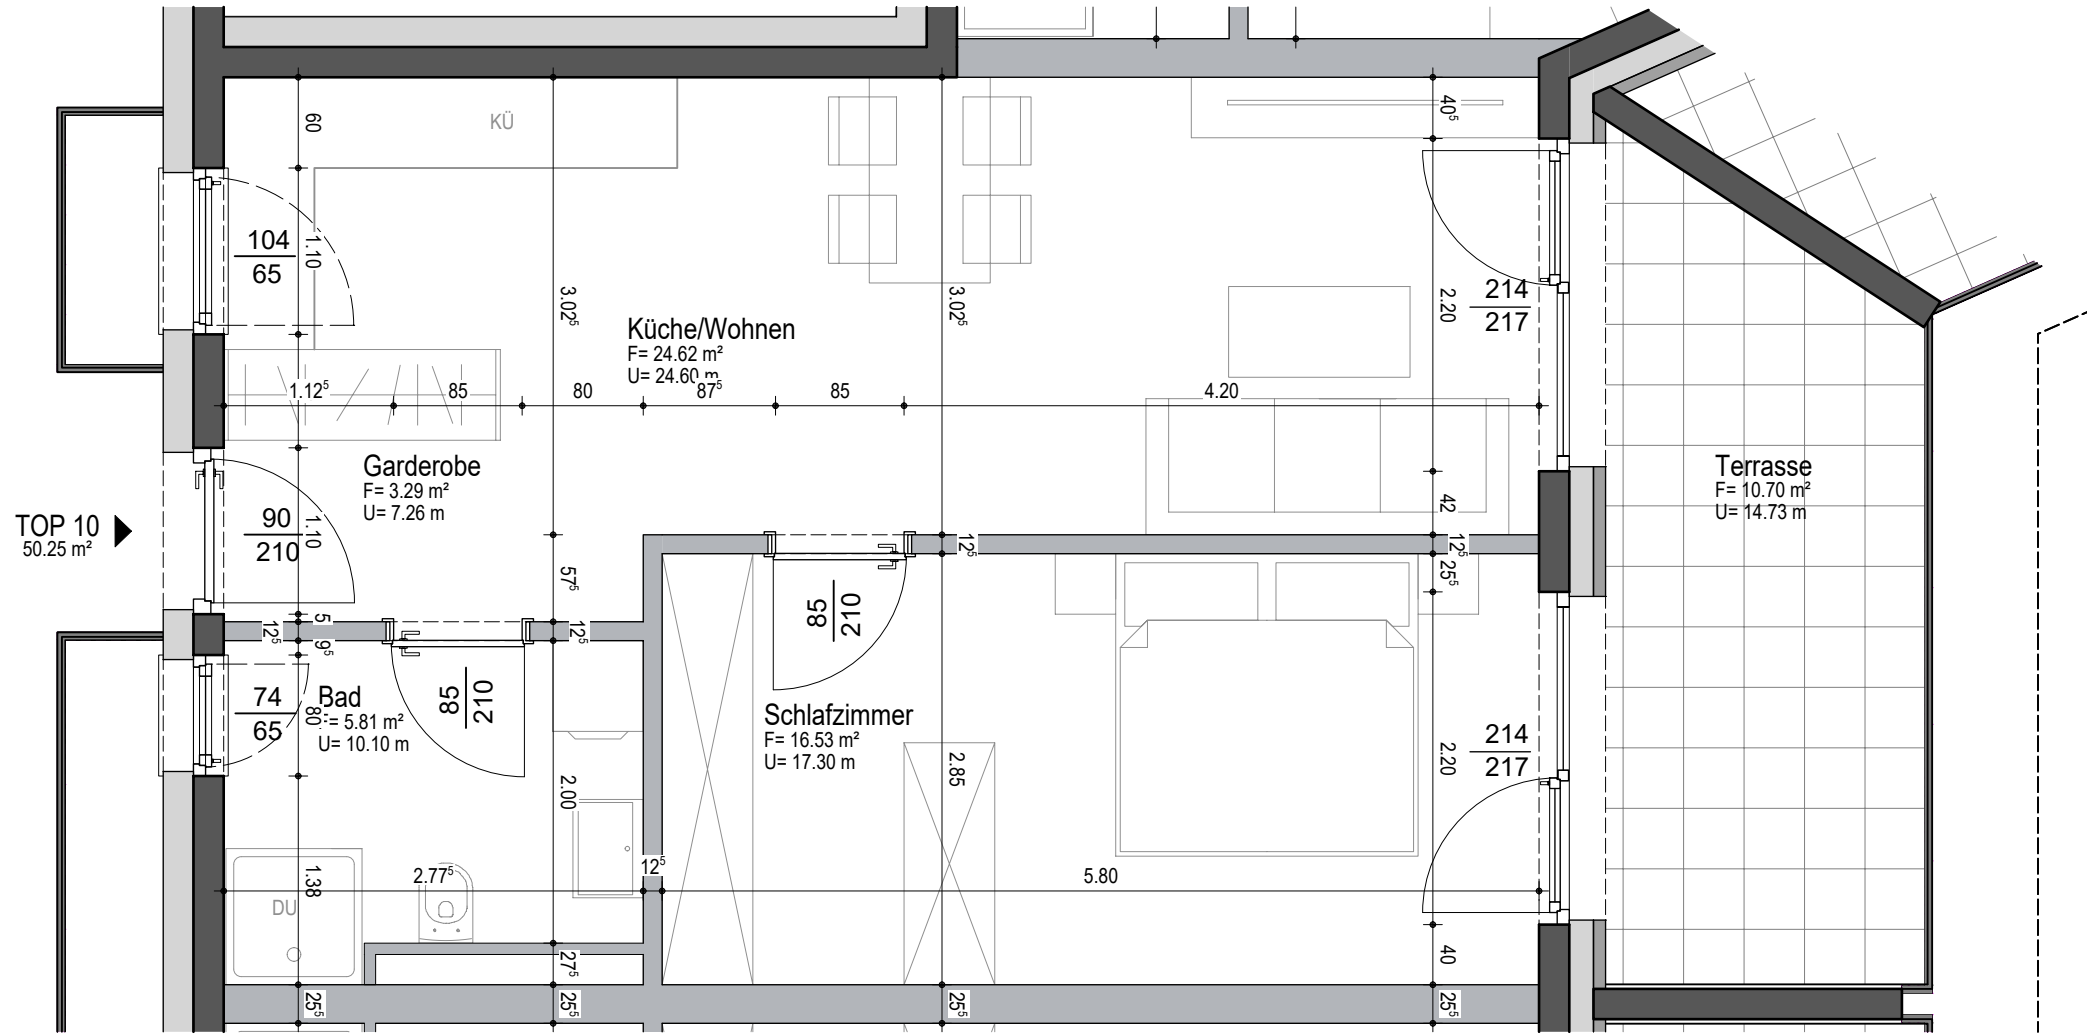 KÜ
60
40⁵
104
65
1.10
3.02⁵
3.02⁵
2.20
214
217
Küche/Wohnen
F= 24.62 m²
U= 24.60 m
1.12⁵
85
80
87⁵
85
4.20
Garderobe
F= 3.29 m²
U= 7.26 m
Terrasse
F= 10.70 m²
U= 14.73 m
TOP 10
50.25 m²
90
210
1.10
42
12⁵
12⁵
57⁵
25⁵
85
210
5
12⁵
12⁵
9⁵
74
65
80
Bad
F= 5.81 m²
U= 10.10 m
85
210
Schlafzimmer
F= 16.53 m²
U= 17.30 m
214
217
2.20
2.85
2.00
1.38
2.77⁵
12⁵
5.80
DU
27⁵
40
25⁵
25⁵
25⁵
25⁵